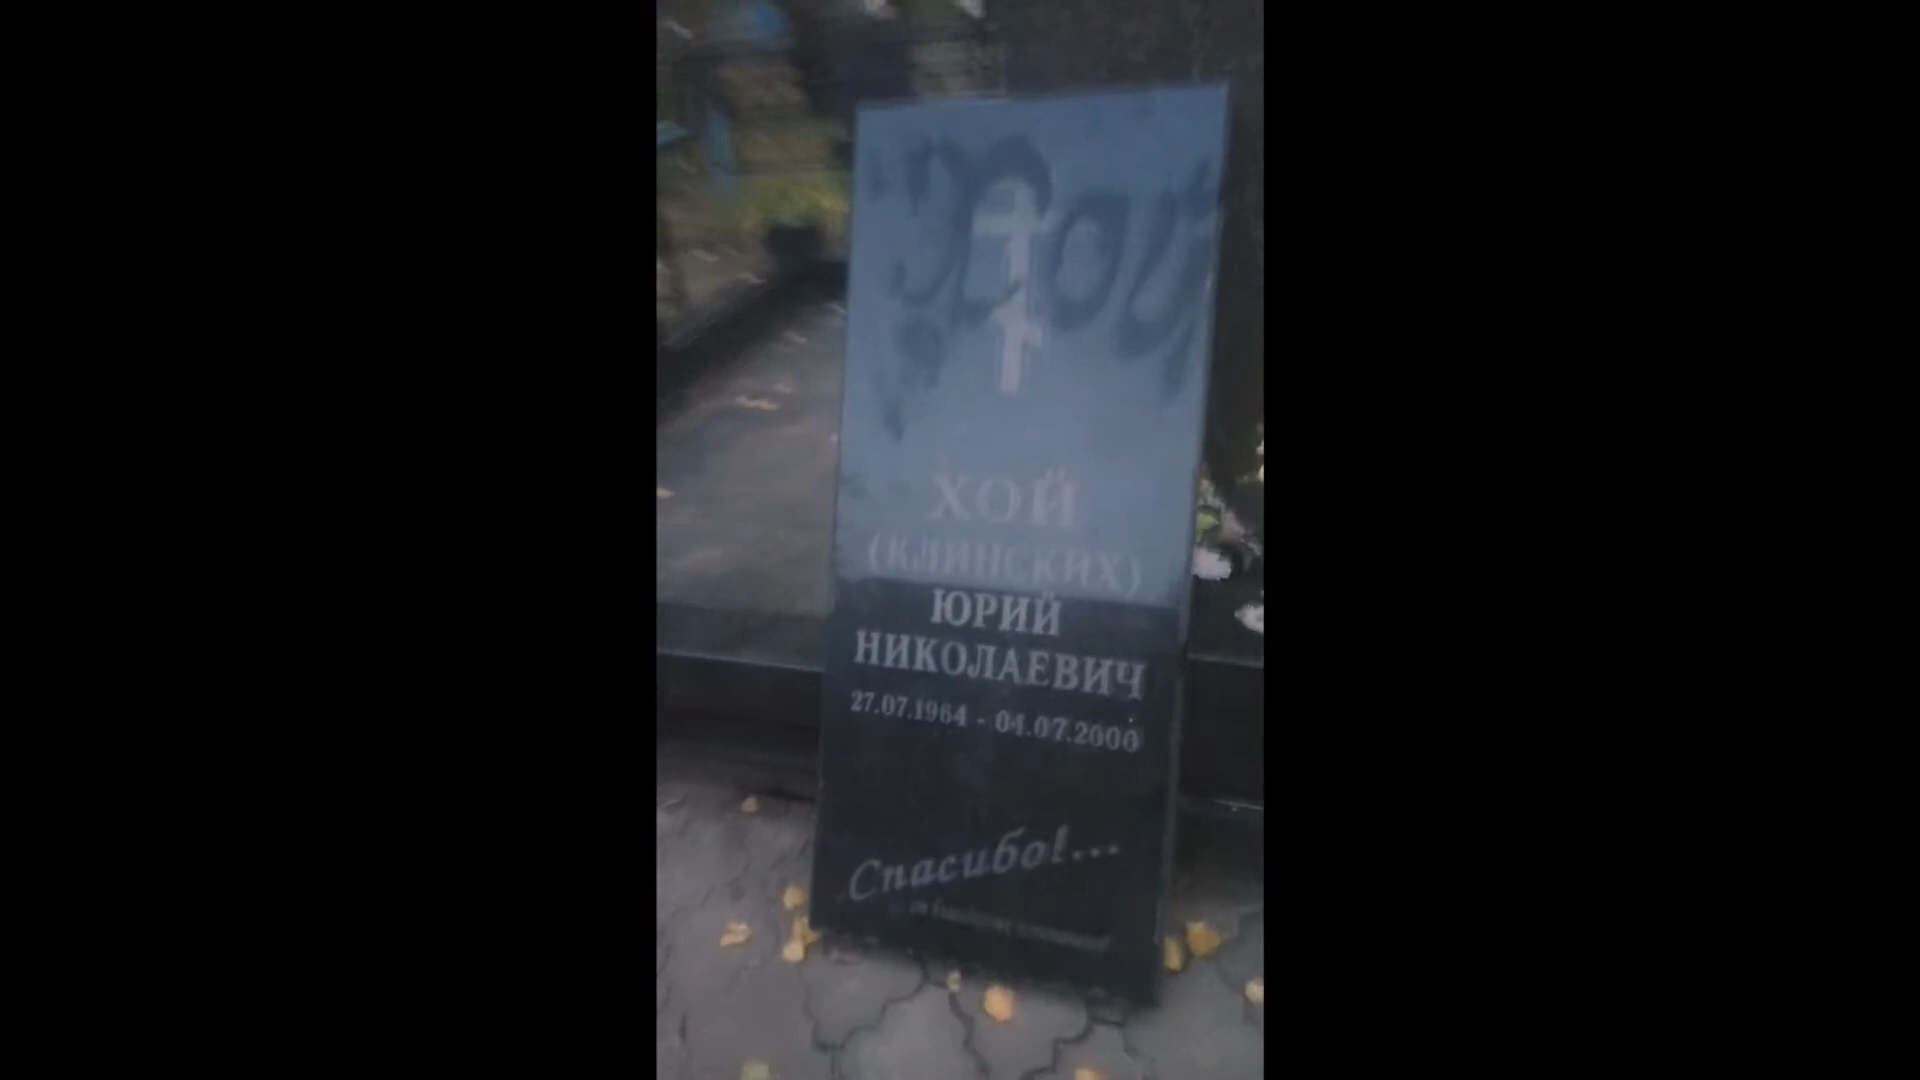 ХОЙ
(КЛИНСКИХ)
ЮРИЙ
НИКОЛАЕВИЧ
27.07.1964 - 04.07.2000
Спасибо!...